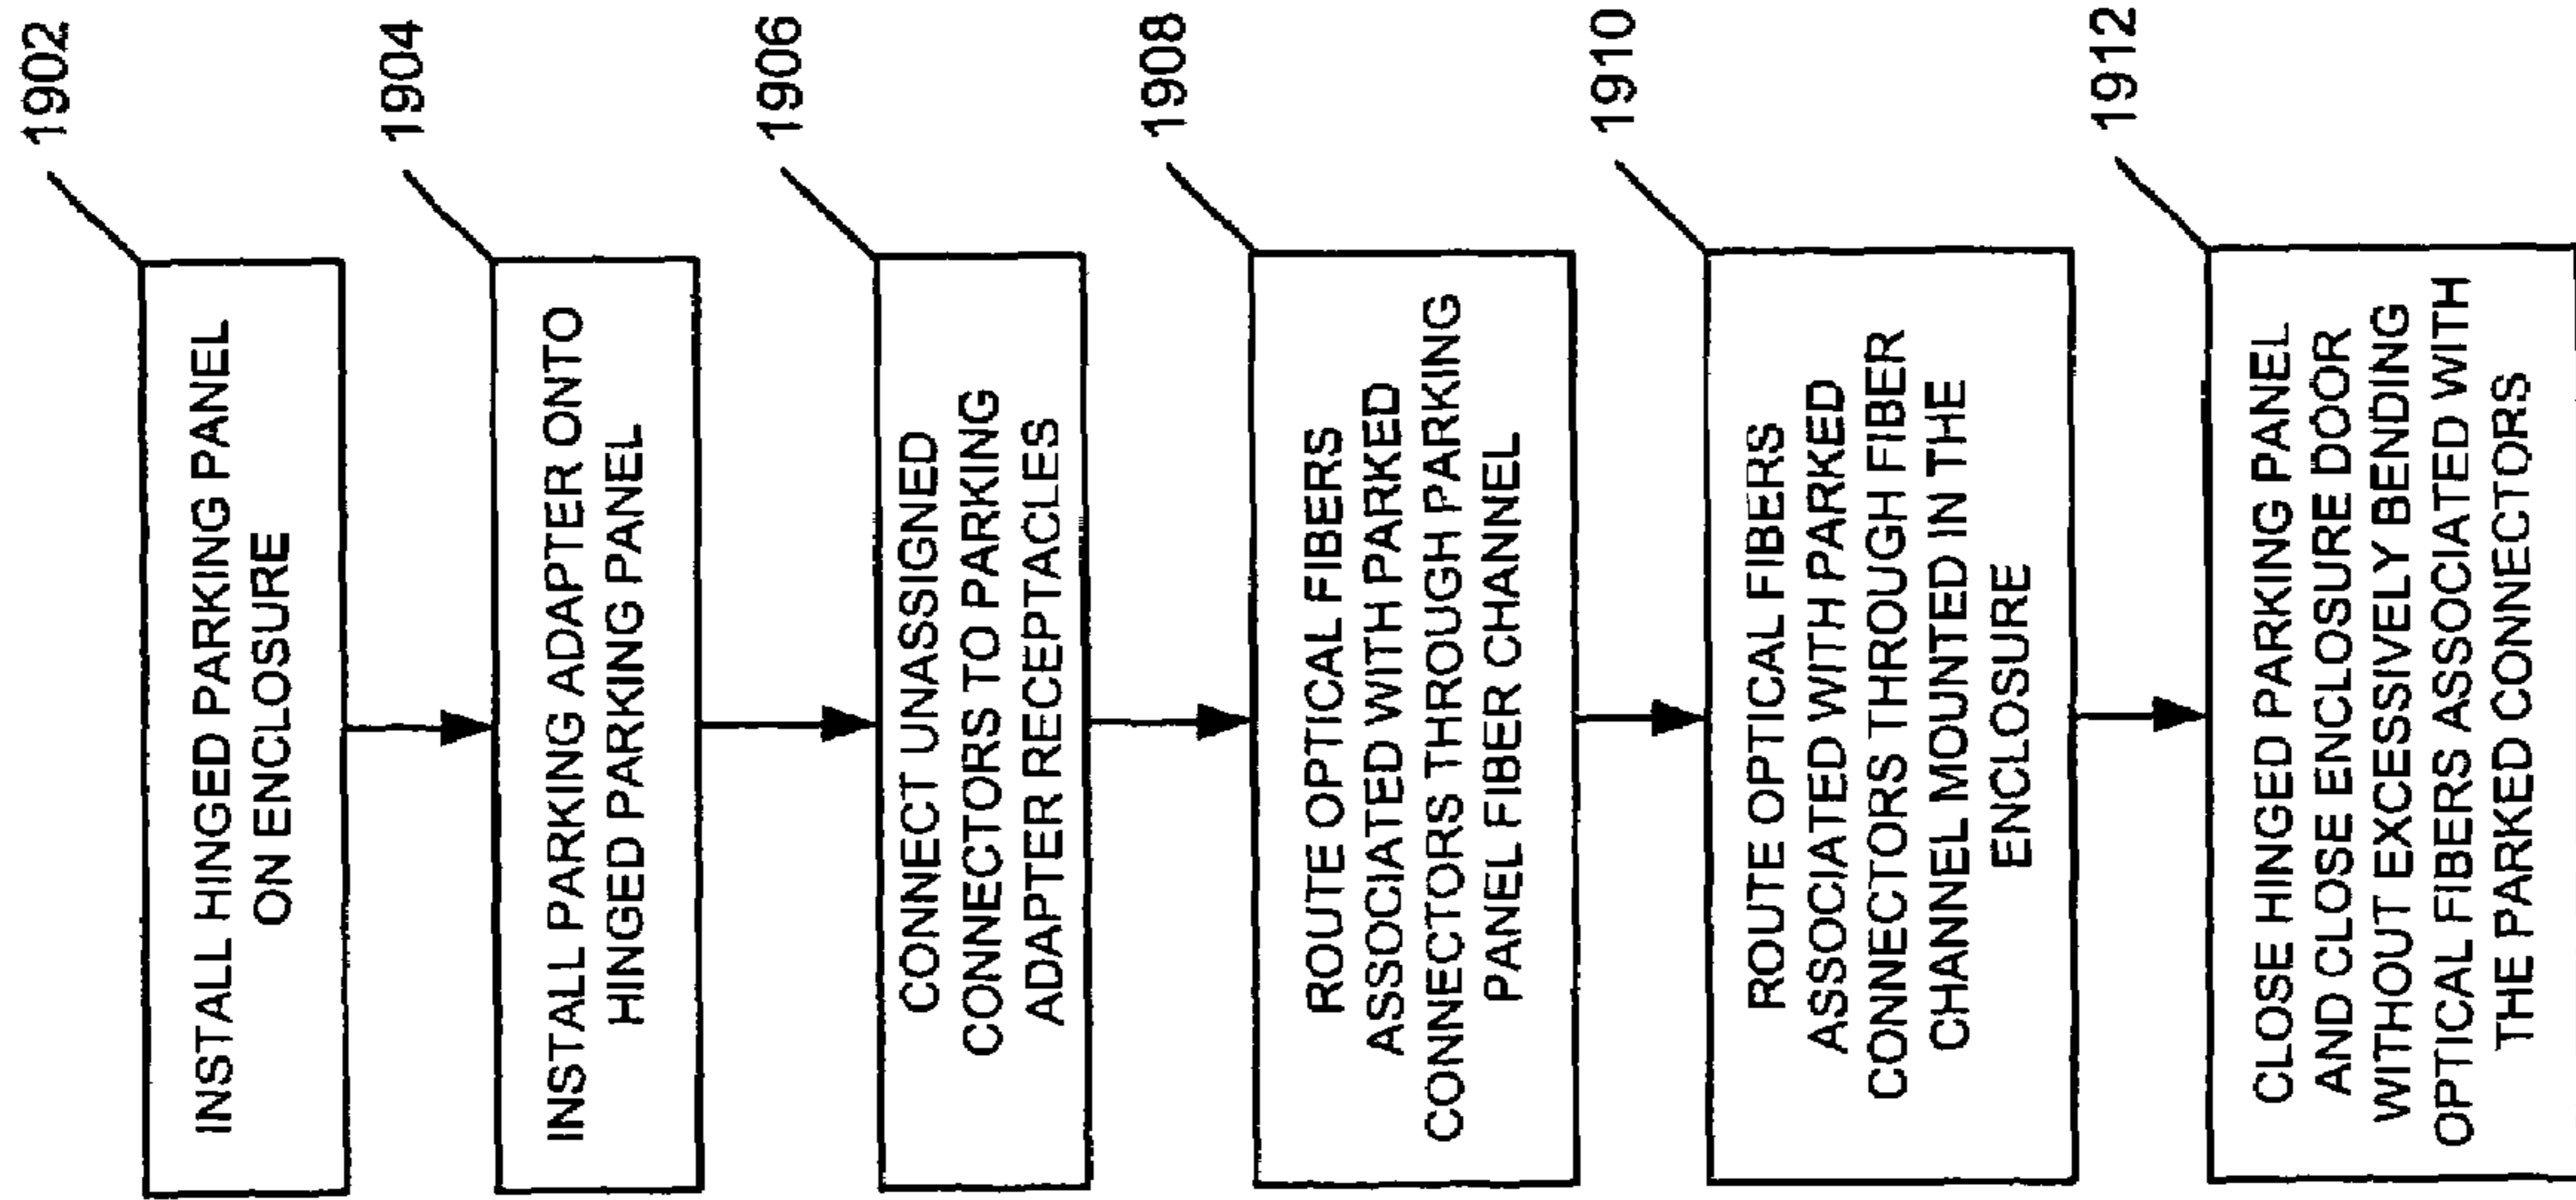 1902
INSTALL HINGED PARKING PANEL
ON ENCLOSURE
1904
INSTALL PARKING ADAPTER ONTO
HINGED PARKING PANEL
1906
CONNECT UNASSIGNED
CONNECTORS TO PARKING
ADAPTER RECEPTACLES
1908
ROUTE OPTICAL FIBERS
ASSOCIATED WITH PARKED
CONNECTORS THROUGH PARKING
PANEL FIBER CHANNEL
1910
ROUTE OPTICAL FIBERS
ASSOCIATED WITH PARKED
CONNECTORS THROUGH FIBER
CHANNEL MOUNTED IN THE
ENCLOSURE
1912
CLOSE HINGED PARKING PANEL
AND CLOSE ENCLOSURE DOOR
WITHOUT EXCESSIVELY BENDING
OPTICAL FIBERS ASSOCIATED WITH
THE PARKED CONNECTORS